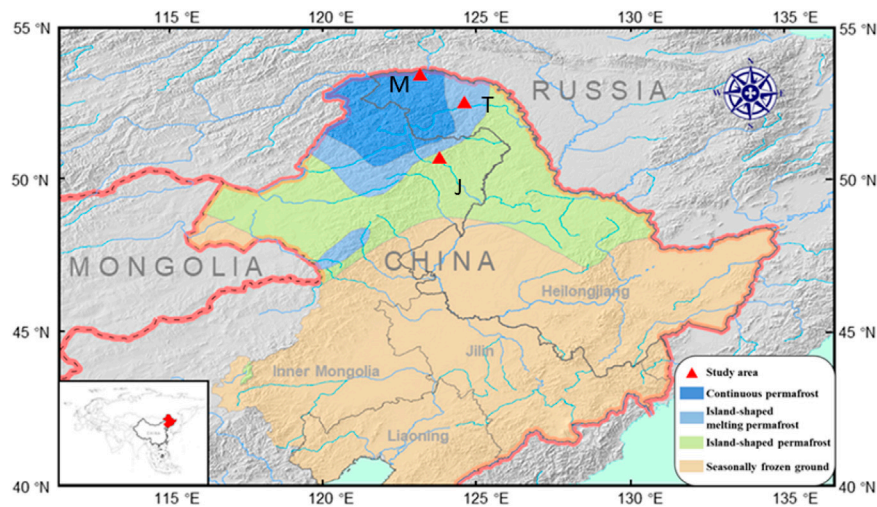 115 °E
120 °E
125 °E
130 °E
135 °E
55 °N
55 °N
M
T
RUSSIA
50 °N
50 °N
J
MONGOLIA
CHINA
Heilongjiang
45 °N
45 °N
Jilin
Inner Mongolia
Liaoning
Study area
Continuous permafrost
Island-shaped
melting permafrost
Island-shaped permafrost
Seasonally frozen ground
40 °N
40 °N
115 °E
120 °E
125 °E
130 °E
135 °E